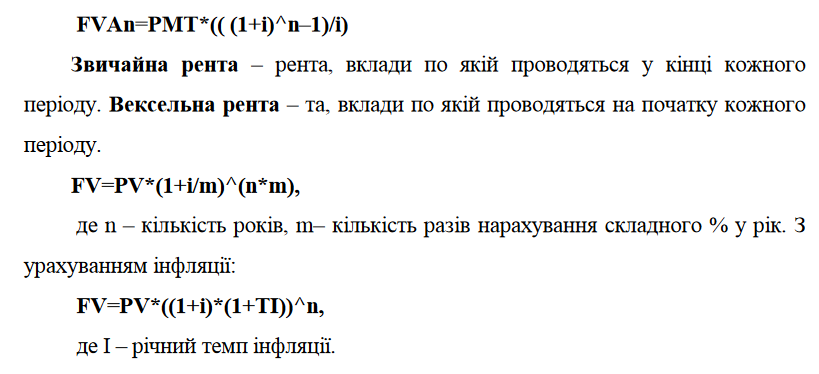 FVAn=PMT*(( (1+i)^n–1)/i)
Звичайна рента – рента, вклади по якій проводяться у кінці кожного
періоду. Вексельна рента – та, вклади по якій проводяться на початку кожного
періоду.
FV=PV*(1+i/m)^(n*m),
де n – кількість років, m– кількість разів нарахування складного % у рік. З
урахуванням інфляції:
FV=PV*((1+i)*(1+TI))^n,
де І – річний темп інфляції.